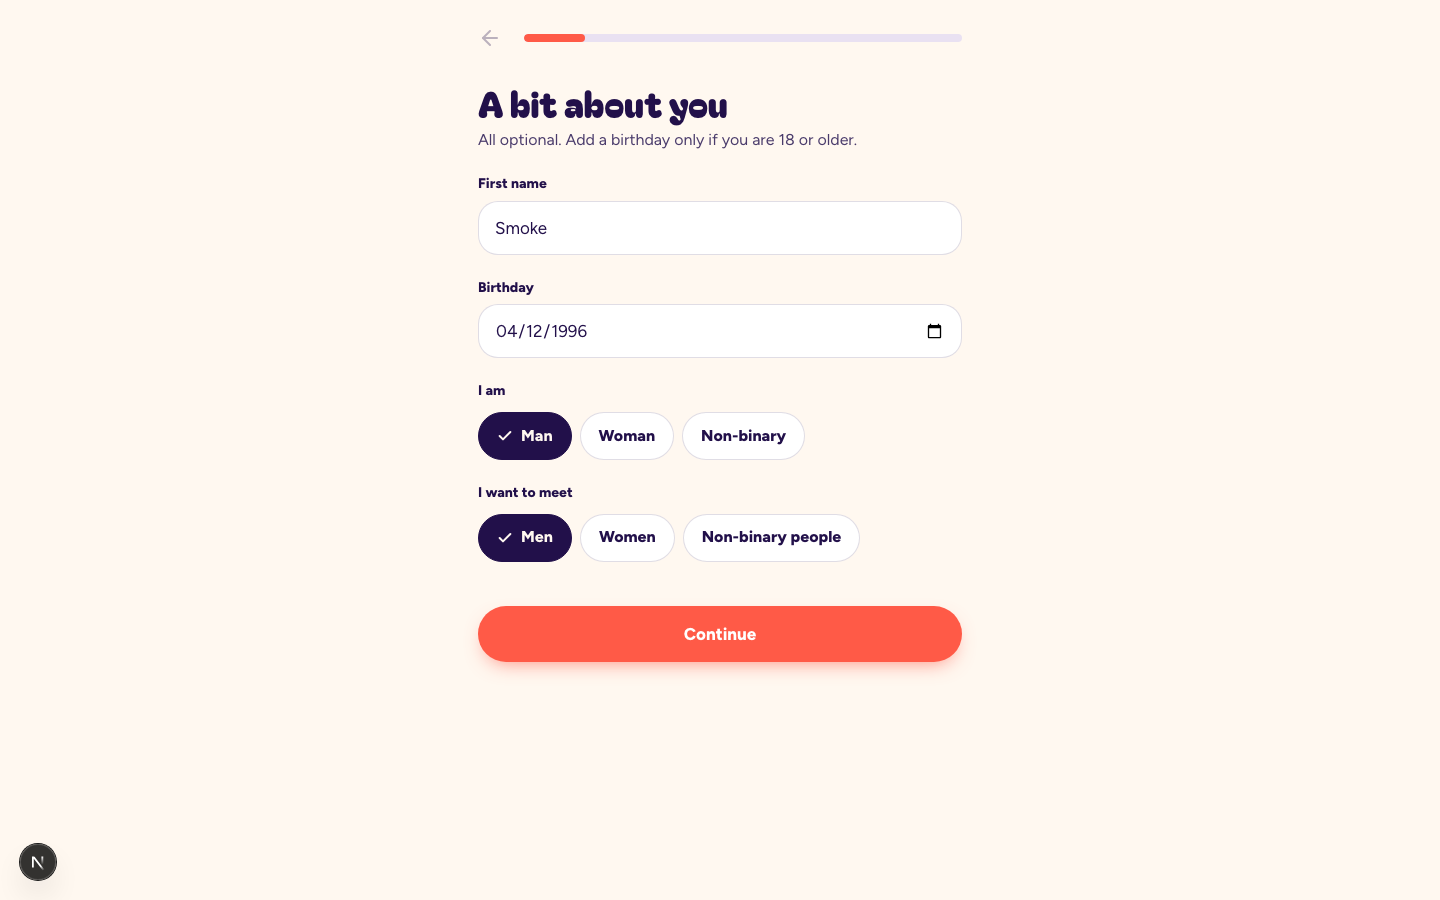 A bit about you
All optional. Add a birthday only if you are 18 or older.
First name
Smoke
Birthday
04/12/1996
I am
Man
Woman
Non-binary
I want to meet
Men
Women
Non-binary people
Continue
N